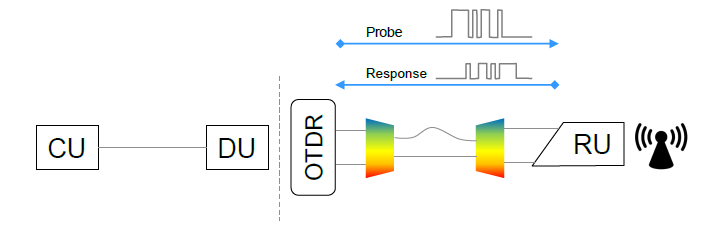 Probe
Response
CU
DU
OTDR
RU